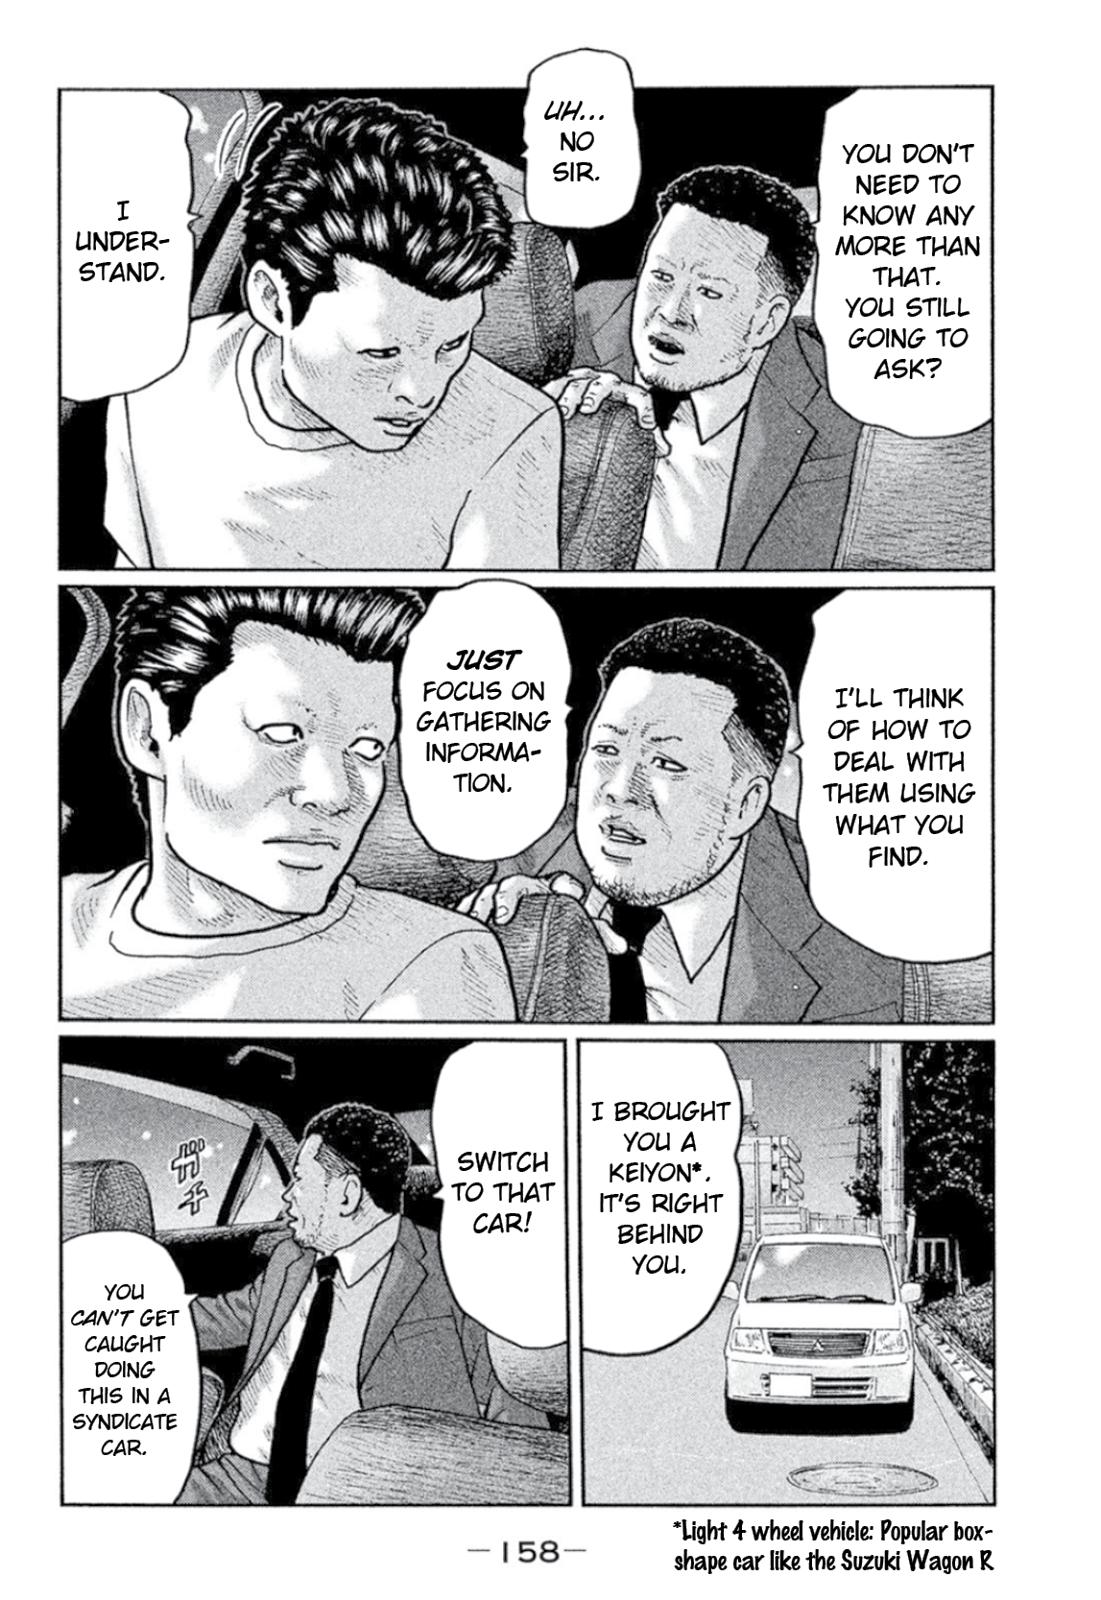 YOU DON'T
NEED TO
KNOW ANY
MORE THAN
THAT.
YOU STILL
GOING TO
ASK?
UH...
NO
SIR.
I
UNDER-
STAND.
I'LL THINK
OF HOW TO
DEAL WITH
THEM USING
WHAT YOU
FIND.
JUST
FOCUS ON
GATHERING
INFORMA-
TION.
I BROUGHT
YOU A
KEIYON*.
IT'S RIGHT
BEHIND
YOU.
SWITCH
TO THAT
CAR!
ガチ
YOU
CAN'T GET
CAUGHT
DOING
THIS IN A
SYNDICATE
CAR.
*Light 4 wheel vehicle: Popular box-
shape car like the Suzuki Wagon R
—158—